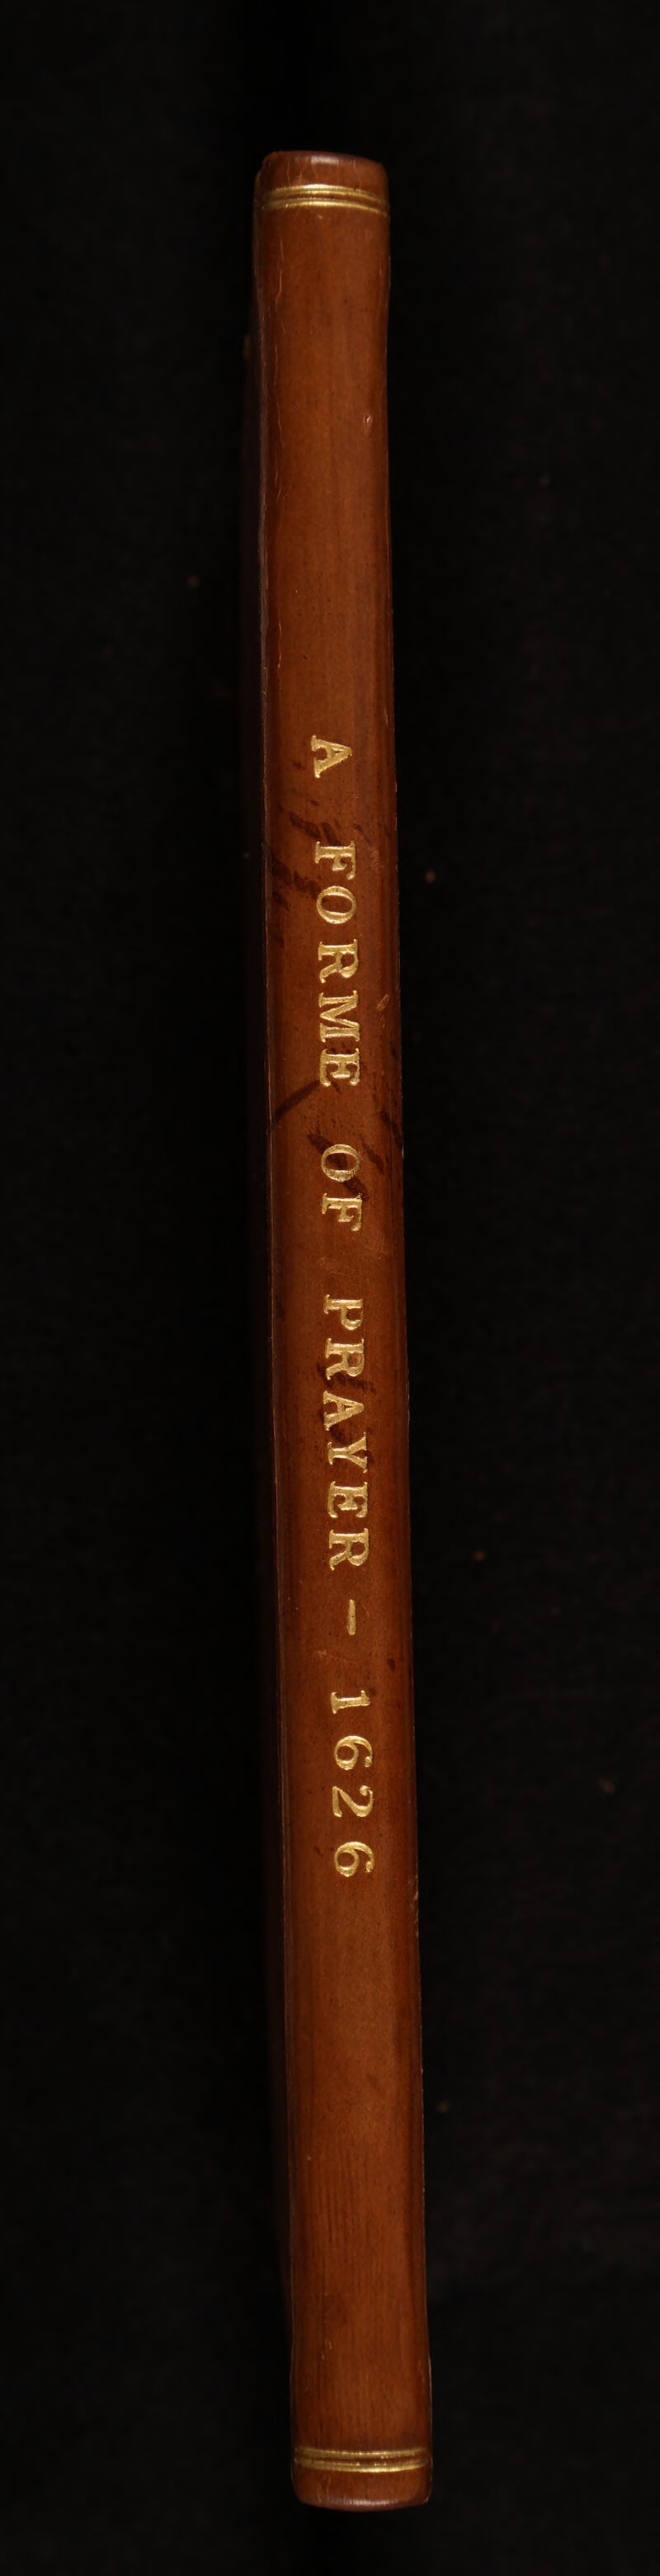 A FORME OF PRAYER – 1626